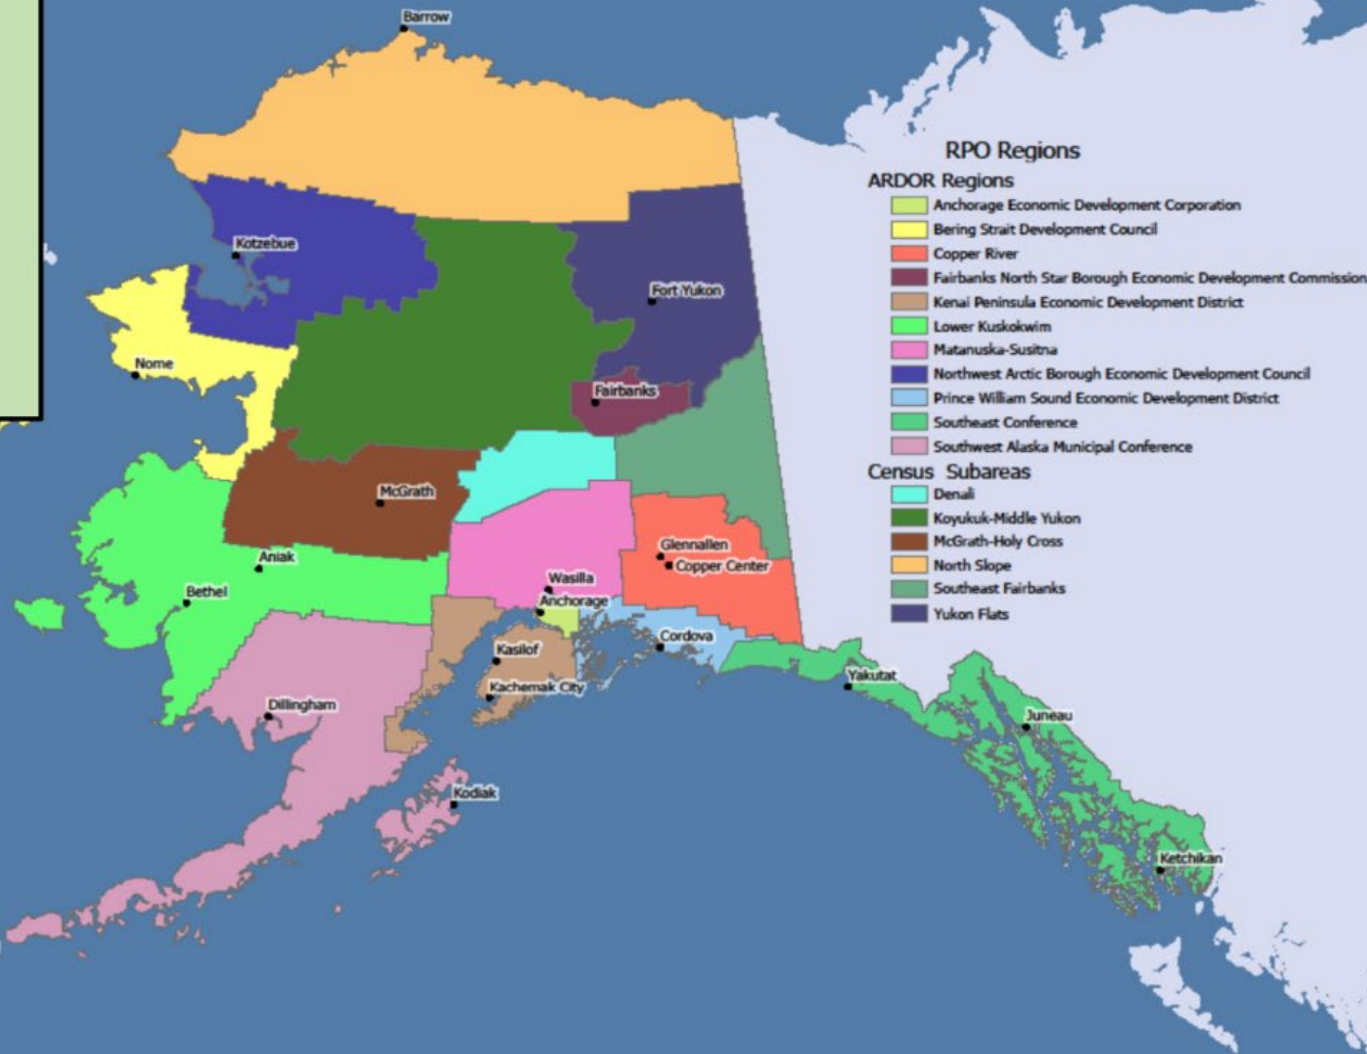 Barrow
RPO Regions
ARDOR Regions
Anchorage Economic Development Corporation
Bering Strait Development Council
Copper River
Fairbanks North Star Borough Economic Development Commission
Kenai Peninsula Economic Development District
Lower Kuskokwim
Matanuska-Susitna
Northwest Arctic Borough Economic Development Council
Prince William Sound Economic Development District
Southeast Conference
Southwest Alaska Municipal Conference
Census Subareas
Denali
Koyukuk-Middle Yukon
McGrath-Holy Cross
North Slope
Southeast Fairbanks
Yukon Flats
Kotzebue
Fort Yukon
Nome
Fairbanks
McGrath
Glennallen
Copper Center
Aniak
Wasilla
Bethel
Anchorage
Cordova
Kasilof
Yakutat
Kachemak City
Dillingham
Juneau
Kodiak
Ketchikan